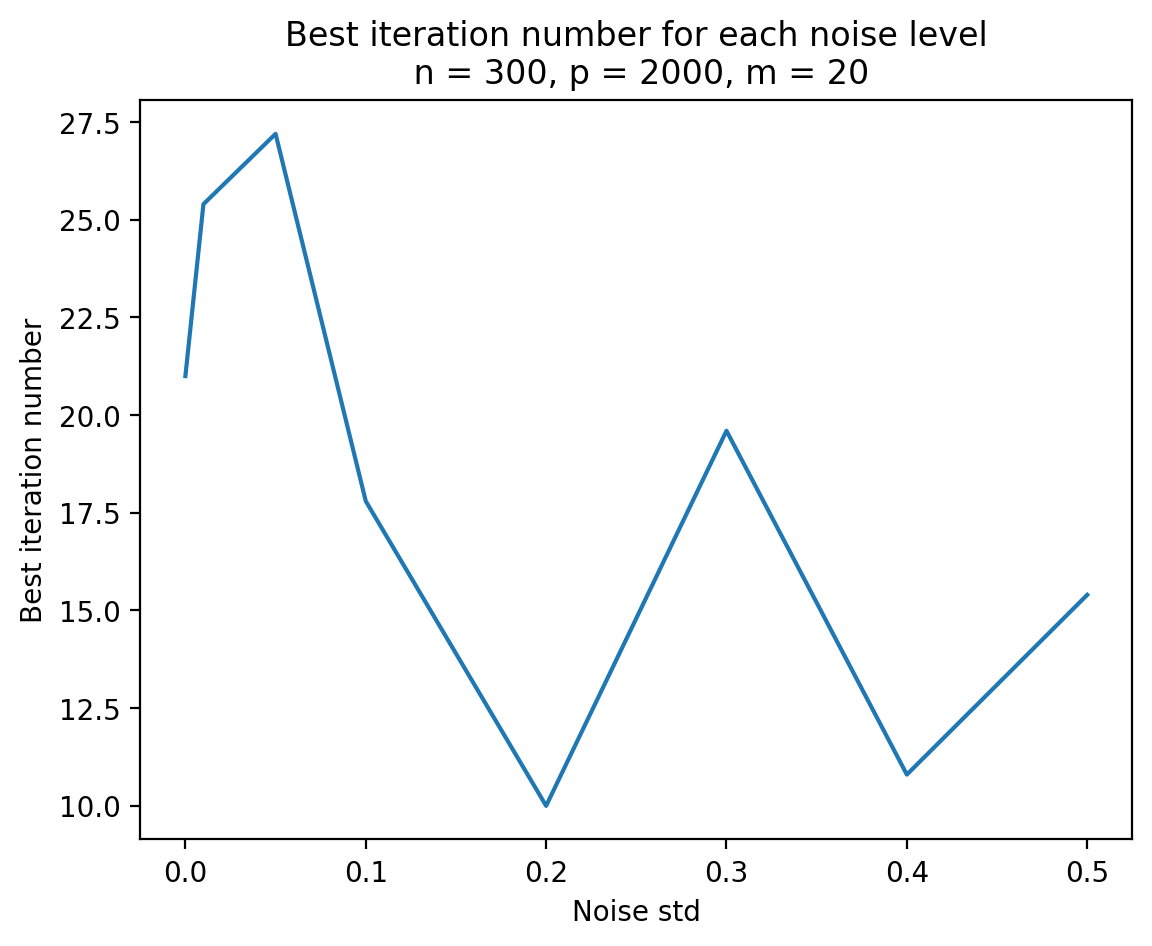 Best iteration number for each noise level
n = 300, p = 2000, m = 20
27.5
25.0
22.5
20.0
17.5
15.0
12.5
10.0
Best iteration number
0.0 0.1 0.2 0.3 0.4 0.5
Noise std